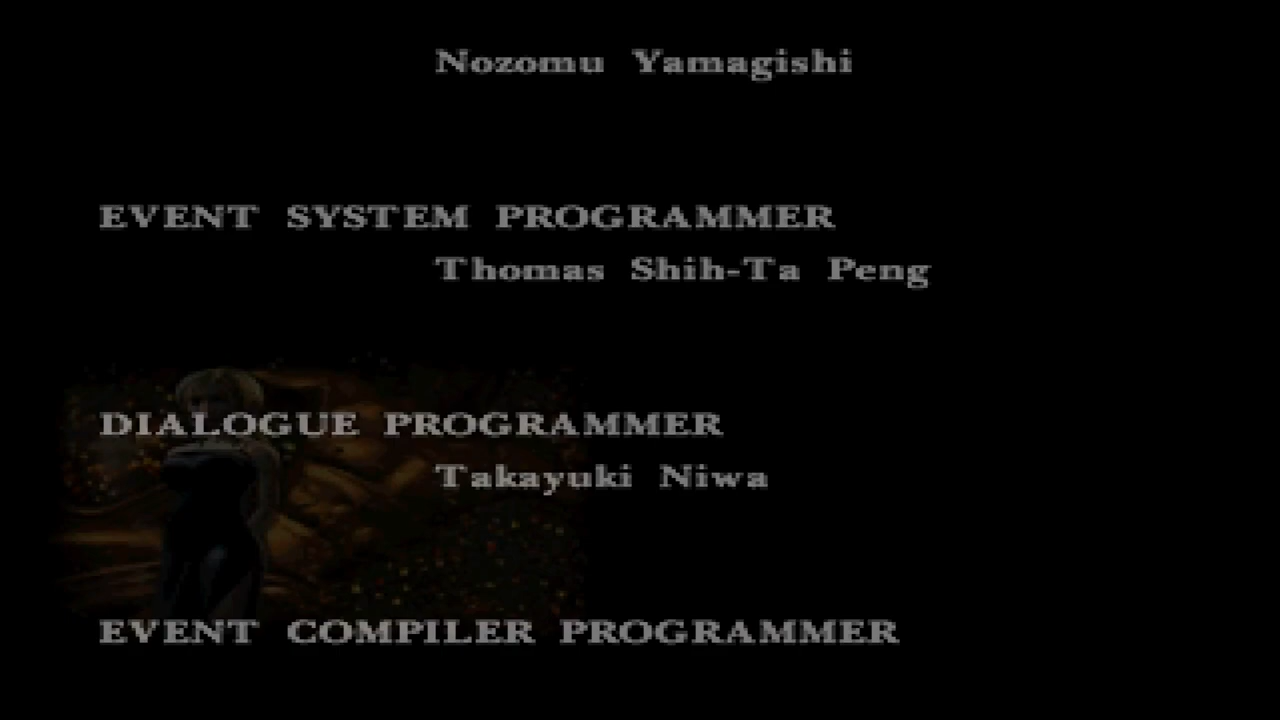 Nozomu Yamagishi
EVENT SYSTEM PROGRAMMER
Thomas Shih-Ta Peng
DIALOGUE PROGRAMMER
Takayuki Niwa
EVENT COMPILER PROGRAMMER